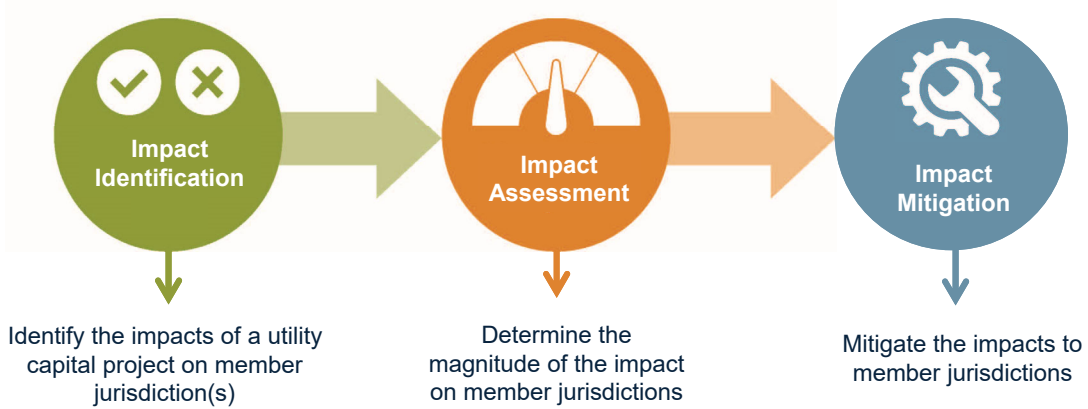 Impact
Identification
Impact
Assessment
Impact
Mitigation
Identify the impacts of a utility
capital project on member
jurisdiction(s)
Determine the
magnitude of the impact
on member jurisdictions
Mitigate the impacts to
member jurisdictions